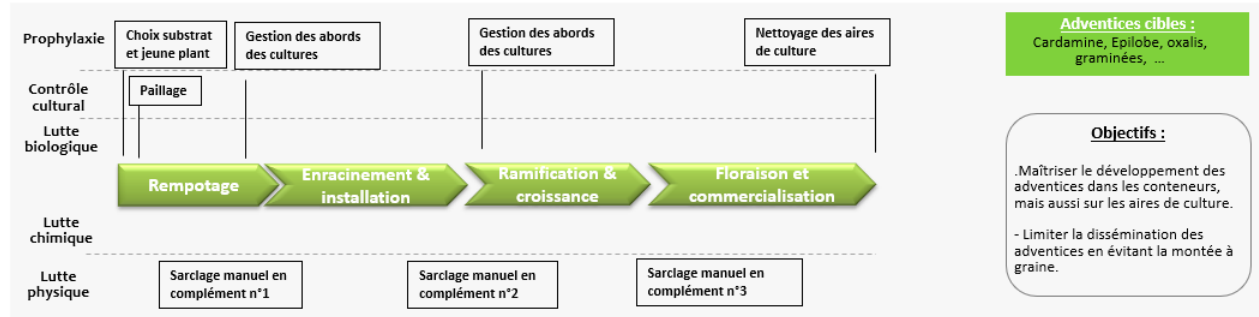 Prophylaxie
Choix substrat
et jeune plant
Gestion des abords
des cultures
Gestion des abords
des cultures
Nettoyage des aires
de culture
Contrôle
cultural
Paillage
Lutte
biologique
Rempotage
Enracinement &
installation
Ramification &
croissance
Floraison et
commercialisation
Lutte
chimique
Lutte
physique
Sarclage manuel en
complément n°1
Sarclage manuel en
complément n°2
Sarclage manuel en
complément n°3
Adventices cibles :
Cardamine, Epilobe, oxalis,
graminées, ...
Objectifs :
.Maîtriser le développement des
adventices dans les conteneurs,
mais aussi sur les aires de culture.
- Limiter la dissémination des
adventices en évitant la montée à
graine.